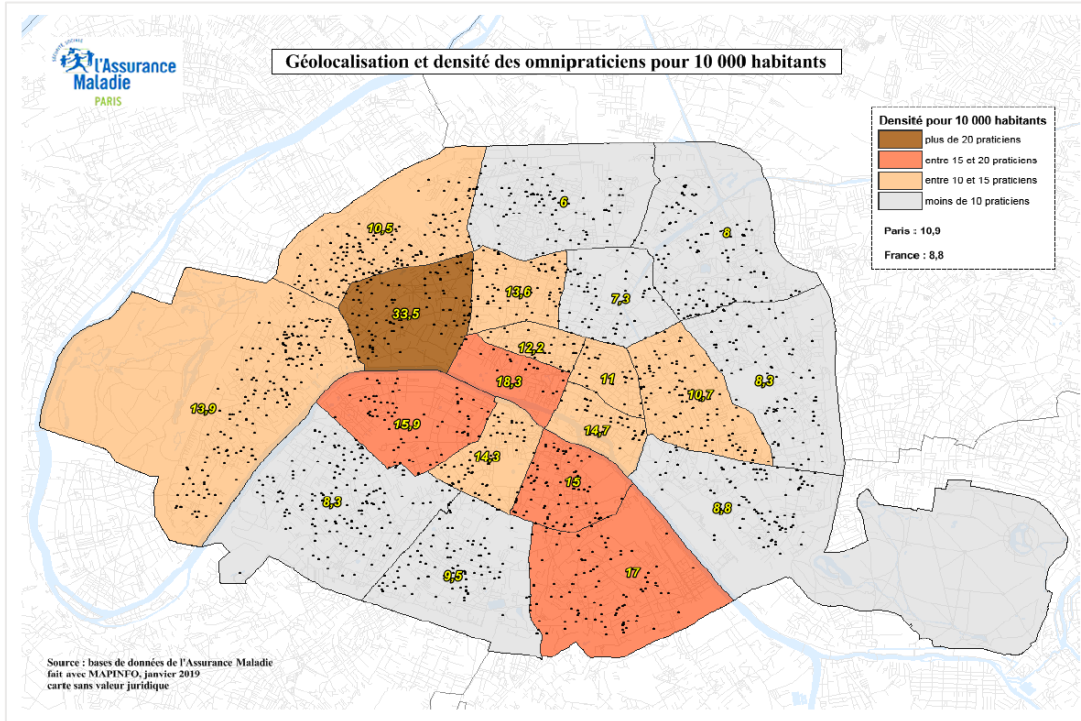 SÉCURITÉ SOCIALE
l'Assurance
Maladie
PARIS
Géolocalisation et densité des omnipraticiens pour 10 000 habitants
Densité pour 10 000 habitants
plus de 20 praticiens
entre 15 et 20 praticiens
entre 10 et 15 praticiens
moins de 10 praticiens
Paris : 10,9
France : 8,8
6
10,5
8
13,6
7,3
33,5
12,2
18,3
11
8,3
10,7
13,9
15,9
14,7
14,3
15
8,3
8,8
9,5
17
Source : bases de données de l'Assurance Maladie
fait avec MAPINFO, janvier 2019
carte sans valeur juridique